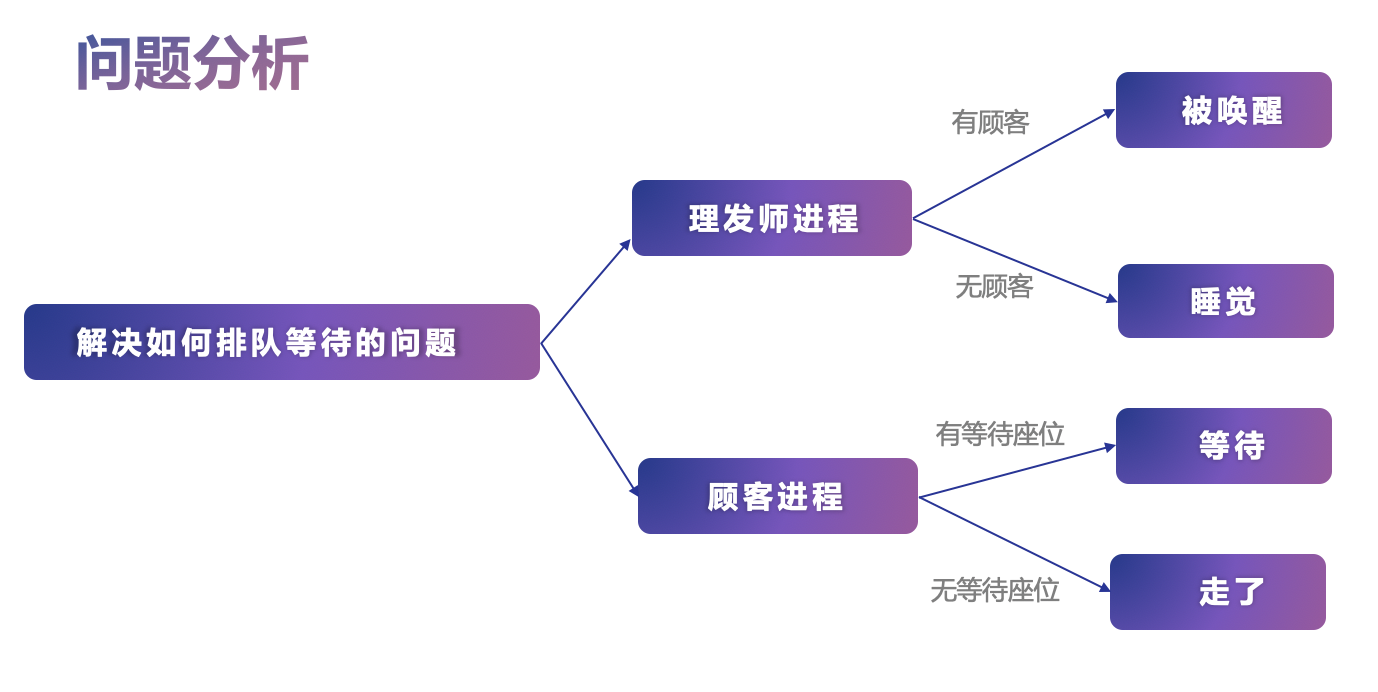 问题分析
解决如何排队等待的问题
理发师进程
有顾客
被唤醒
无顾客
睡觉
顾客进程
有等待座位
等待
无等待座位
走了